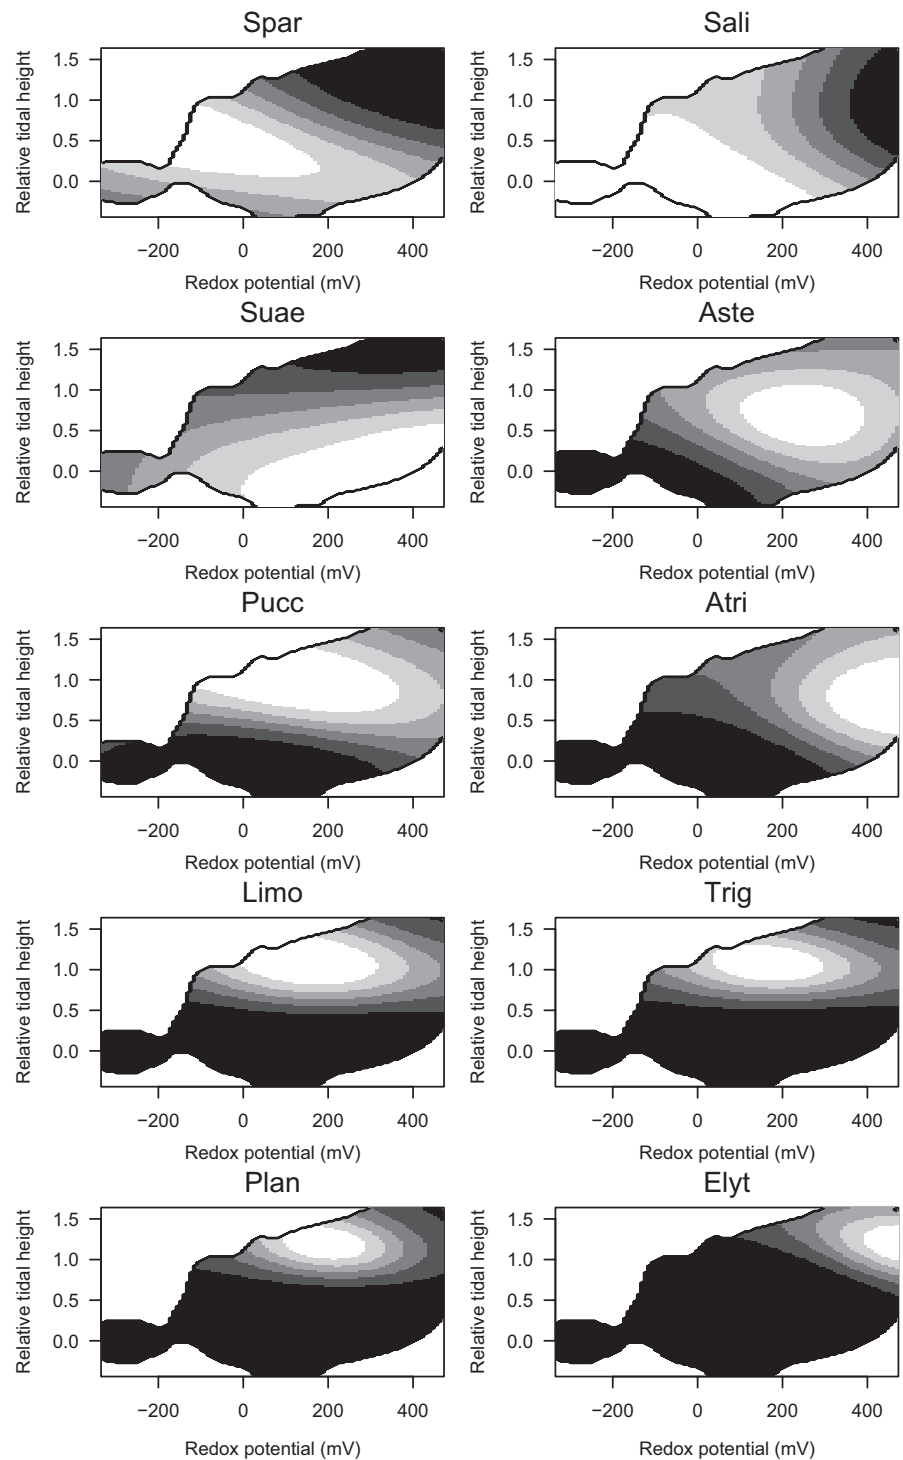 Spar
Relative tidal height
1.5
1.0
0.5
0.0
−200 0 200 400
Redox potential (mV)
Sali
Relative tidal height
1.5
1.0
0.5
0.0
−200 0 200 400
Redox potential (mV)
Suae
Relative tidal height
1.5
1.0
0.5
0.0
−200 0 200 400
Redox potential (mV)
Aste
Relative tidal height
1.5
1.0
0.5
0.0
−200 0 200 400
Redox potential (mV)
Pucc
Relative tidal height
1.5
1.0
0.5
0.0
−200 0 200 400
Redox potential (mV)
Atri
Relative tidal height
1.5
1.0
0.5
0.0
−200 0 200 400
Redox potential (mV)
Limo
Relative tidal height
1.5
1.0
0.5
0.0
−200 0 200 400
Redox potential (mV)
Trig
Relative tidal height
1.5
1.0
0.5
0.0
−200 0 200 400
Redox potential (mV)
Plan
Relative tidal height
1.5
1.0
0.5
0.0
−200 0 200 400
Redox potential (mV)
Elyt
Relative tidal height
1.5
1.0
0.5
0.0
−200 0 200 400
Redox potential (mV)